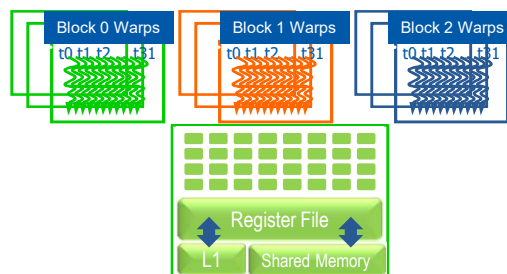 Block 0 Warps Block 1 Warps Block 2 Warps
t0 t1 t2 t31 t0 t1 t2 t31 t0 t1 t2 t31
Register File
L1 Shared Memory